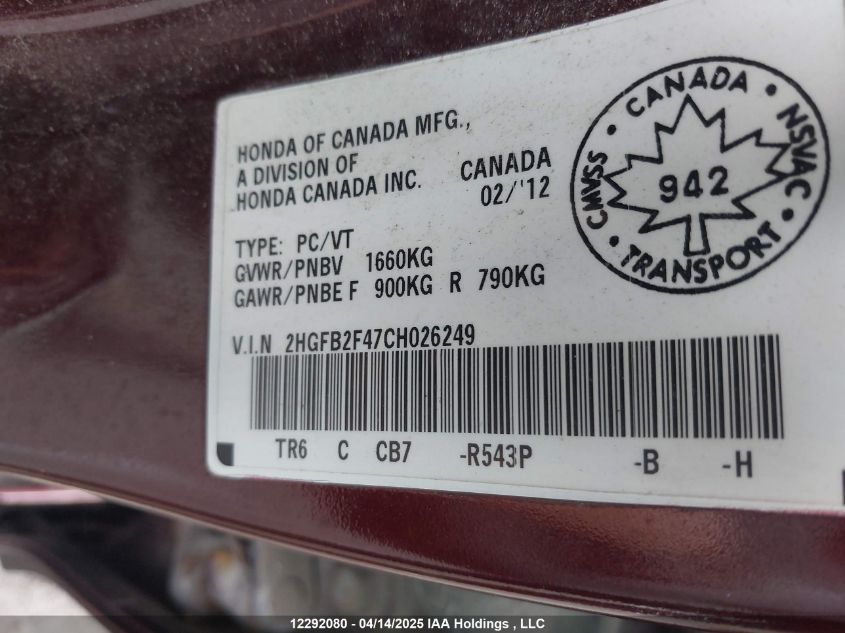 HONDA OF CANADA MFG.,
A DIVISION OF
HONDA CANADA INC.
CANADA
02/'12
CANADA
NSVAC
TRANSPORT
CMVSS
942
TYPE: PC/VT
GVWR/PNBV 1660KG
GAWR/PNBE F 900KG R 790KG
V.I.N 2HGFB2F47CH026249
TR6 C CB7 -R543P -B -H
12292080 - 04/14/2025 IAA Holdings , LLC